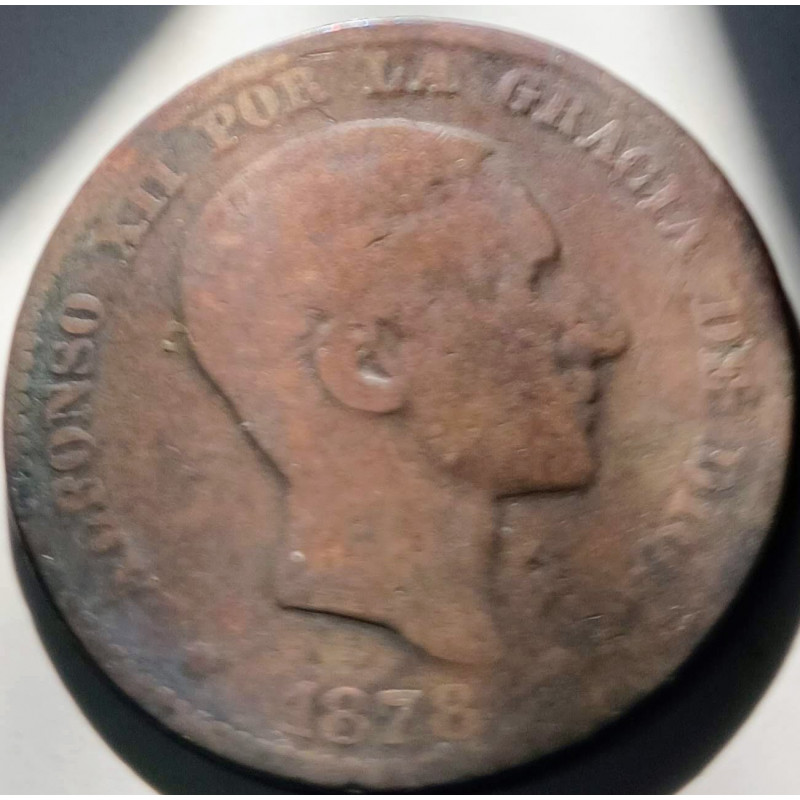 ALFONSO XII POR LA GRACIA DE DIOS
1878